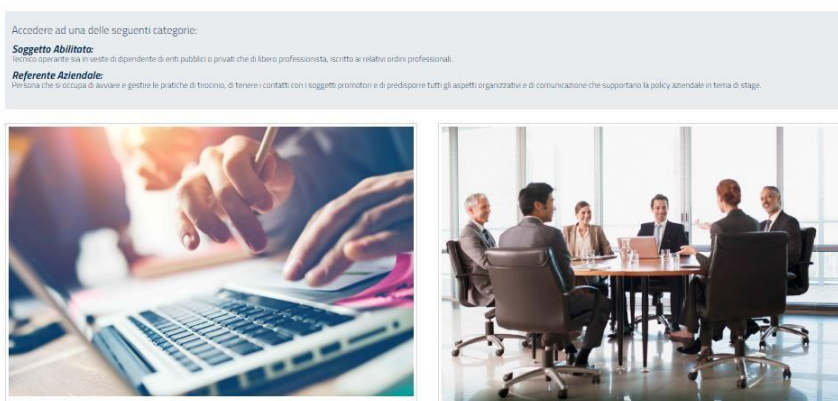 Accedere ad una delle seguenti categorie:
Soggetto Abilitato:
Tecnico operante sia in veste di dipendente di enti pubblici o privati che di libero professionista, iscritto ai relativi ordini professionali.
Referente Aziendale:
Persona che si occupa di avviare e gestire le pratiche di tirocinio, di tenere i contatti con i soggetti promotori e di predisporre tutti gli aspetti organizzativi e di comunicazione che supportano la policy aziendale in tema di stage.